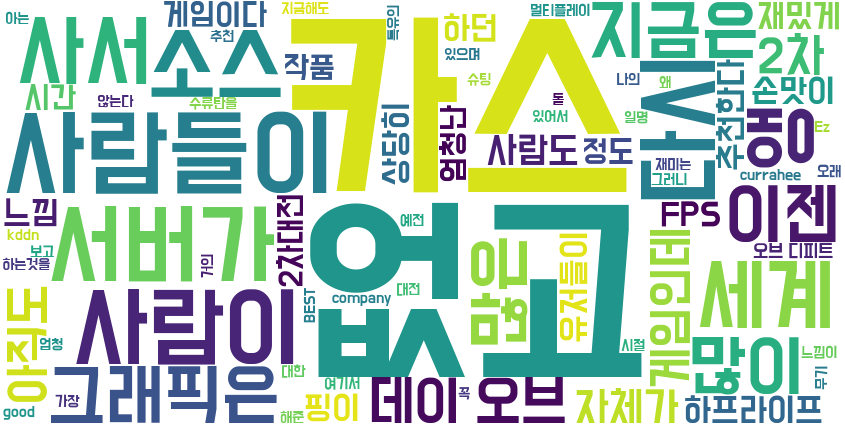 아는
게임이다
지금해도
추천
특유의
하던
멀티플레이
지금은
재밌게
사서
소스
작품
카스
있으며
2차
시간
않는다
수류탄을
슈팅
나의
왜
손맛이
사람들이
상당히
엄청난
사람도
정도
돌
있어서
일명
단
추천한다
행
Ez
재미는
그러니
currahee
오래
느낌
서버가
2차대전
없고
예전
FPS
이젠
kddn
보고
하는것을
거의
유저들이
오브 디피트
아직도
사람이
BEST
company
대전
게임인데
세계
엄청
시절
많이
느낌이
무기
good
가장
그래픽은
대한
해준
여기서
핑이
데이
꼭
오브
자체가
하프라이프